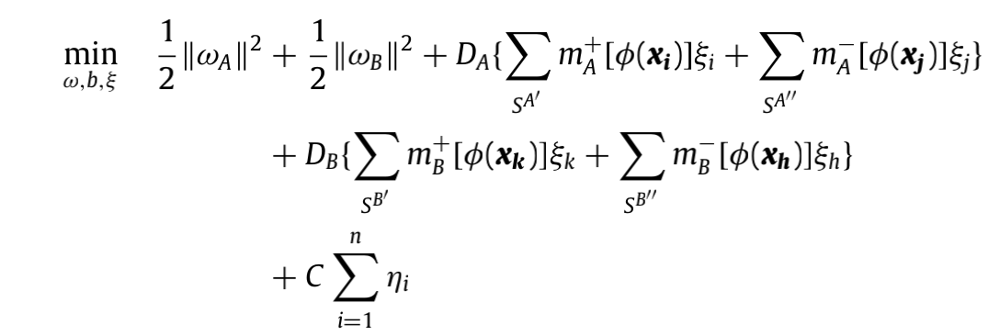 min_{ω,b,ξ} 1/2 ‖ω_A‖² + 1/2 ‖ω_B‖² + D_A{∑_{S^{A′}} m_A^+[ϕ(x_i)]ξ_i + ∑_{S^{A″}} m_A^−[ϕ(x_j)]ξ_j}
+ D_B{∑_{S^{B′}} m_B^+[ϕ(x_k)]ξ_k + ∑_{S^{B″}} m_B^−[ϕ(x_h)]ξ_h}
+ C ∑_{i=1}^{n} η_i